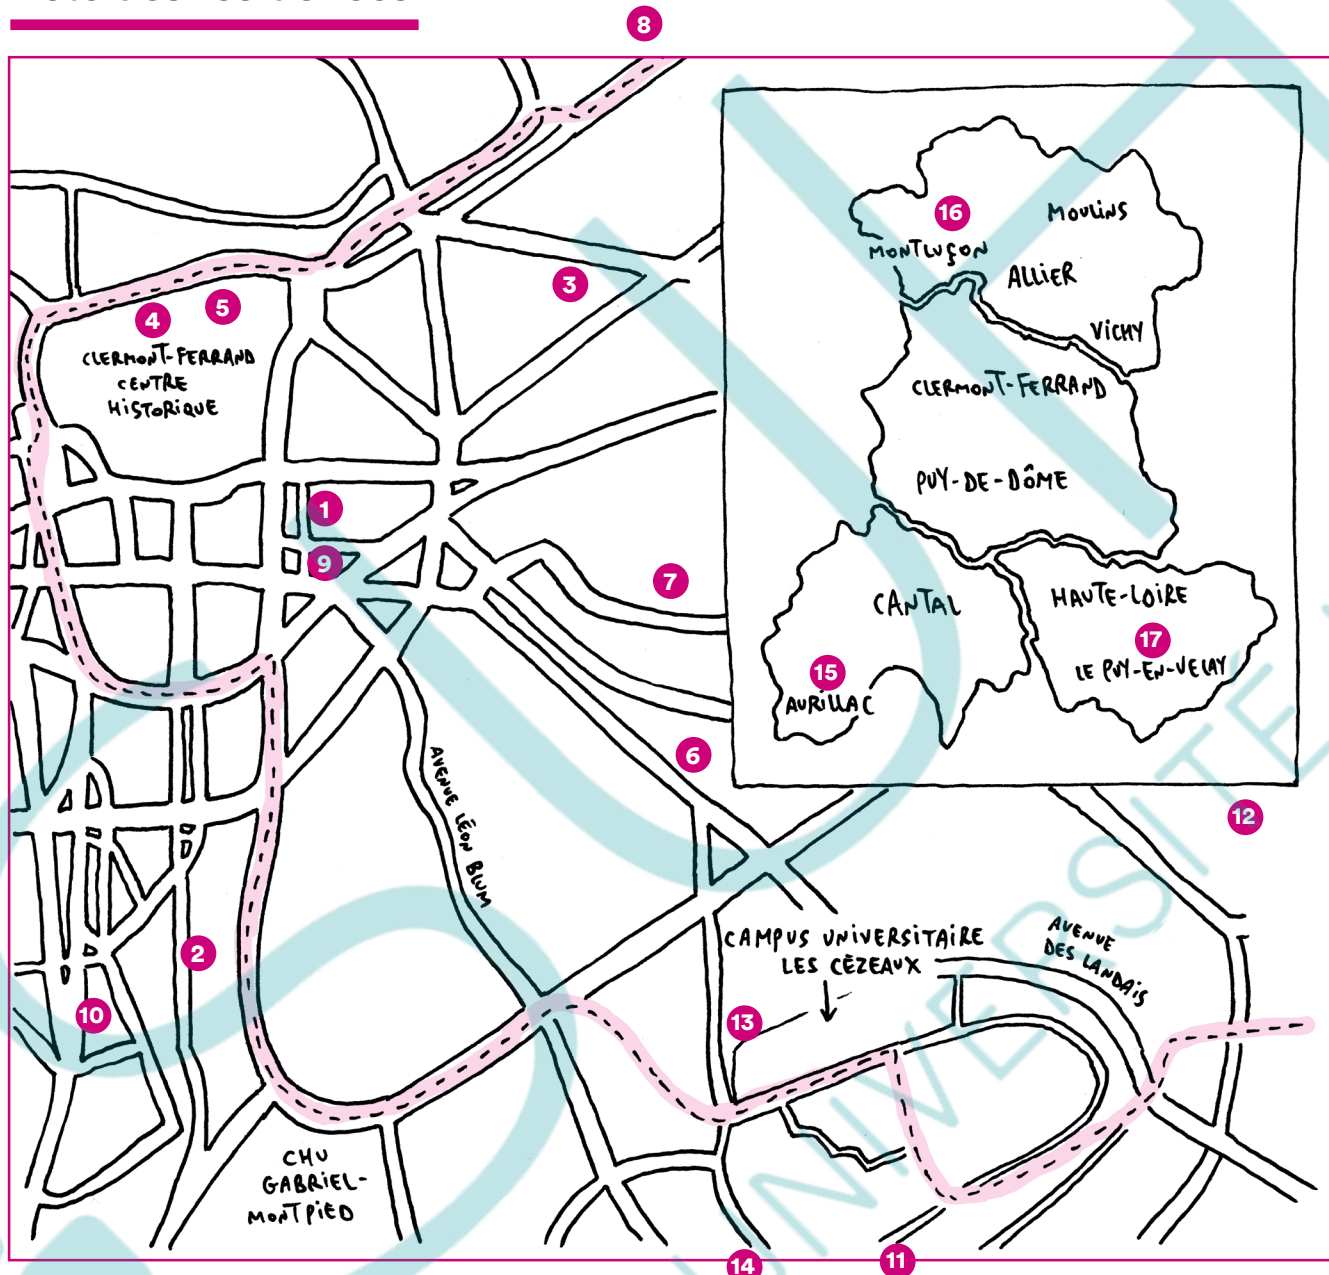 8
16
MOULINS
MONTLUÇON
ALLIER
VICHY
3
5
4
CLERMONT-FERRAND
CENTRE
HISTORIQUE
CLERMONT-FERRAND
PUY-DE-DÔME
1
9
7
CANTAL
HAUTE-LOIRE
17
LE PUY-EN-VELAY
15
AURILLAC
6
12
AVENUE LÉON BLUM
2
10
CAMPUS UNIVERSITAIRE
LES CÉZEAUX
AVENUE
DES LANDAIS
13
CHU
GABRIEL-
MONTPIED
14
11
UNIVERSITÉ